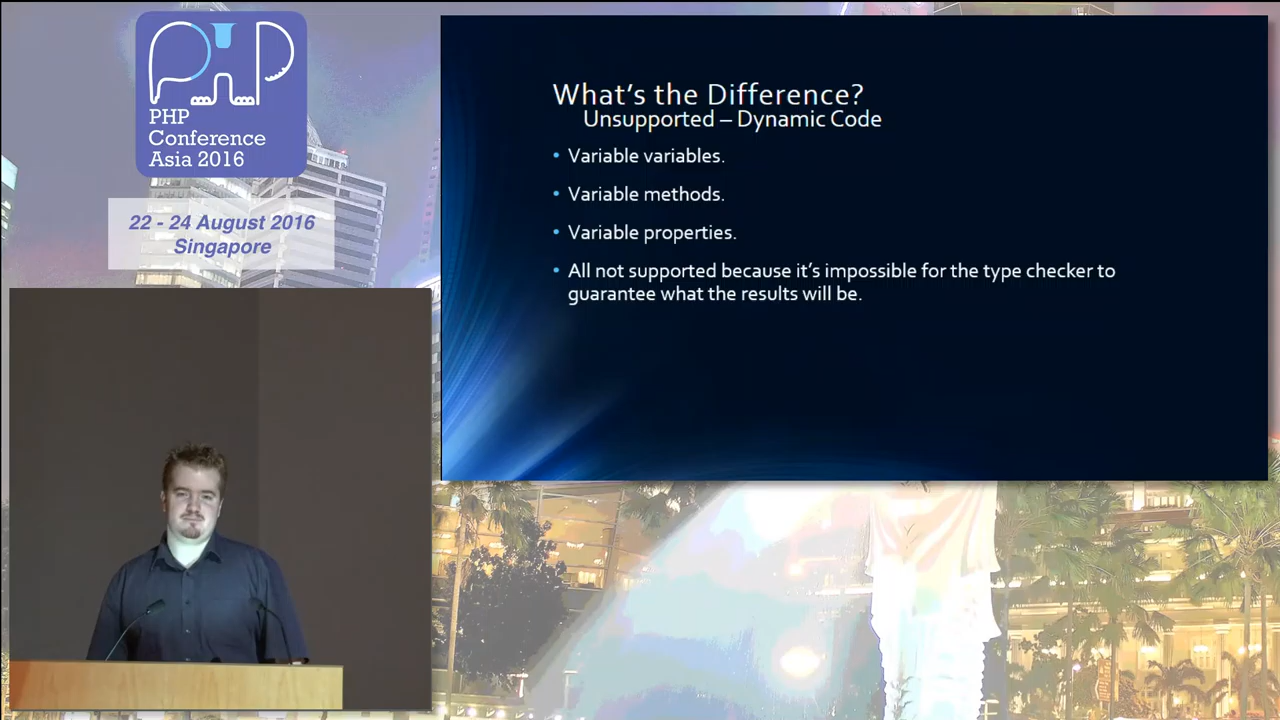 PHP
Conference
Asia 2016
22 - 24 August 2016
Singapore
What's the Difference?
Unsupported – Dynamic Code
• Variable variables.
• Variable methods.
• Variable properties.
• All not supported because it's impossible for the type checker to
guarantee what the results will be.